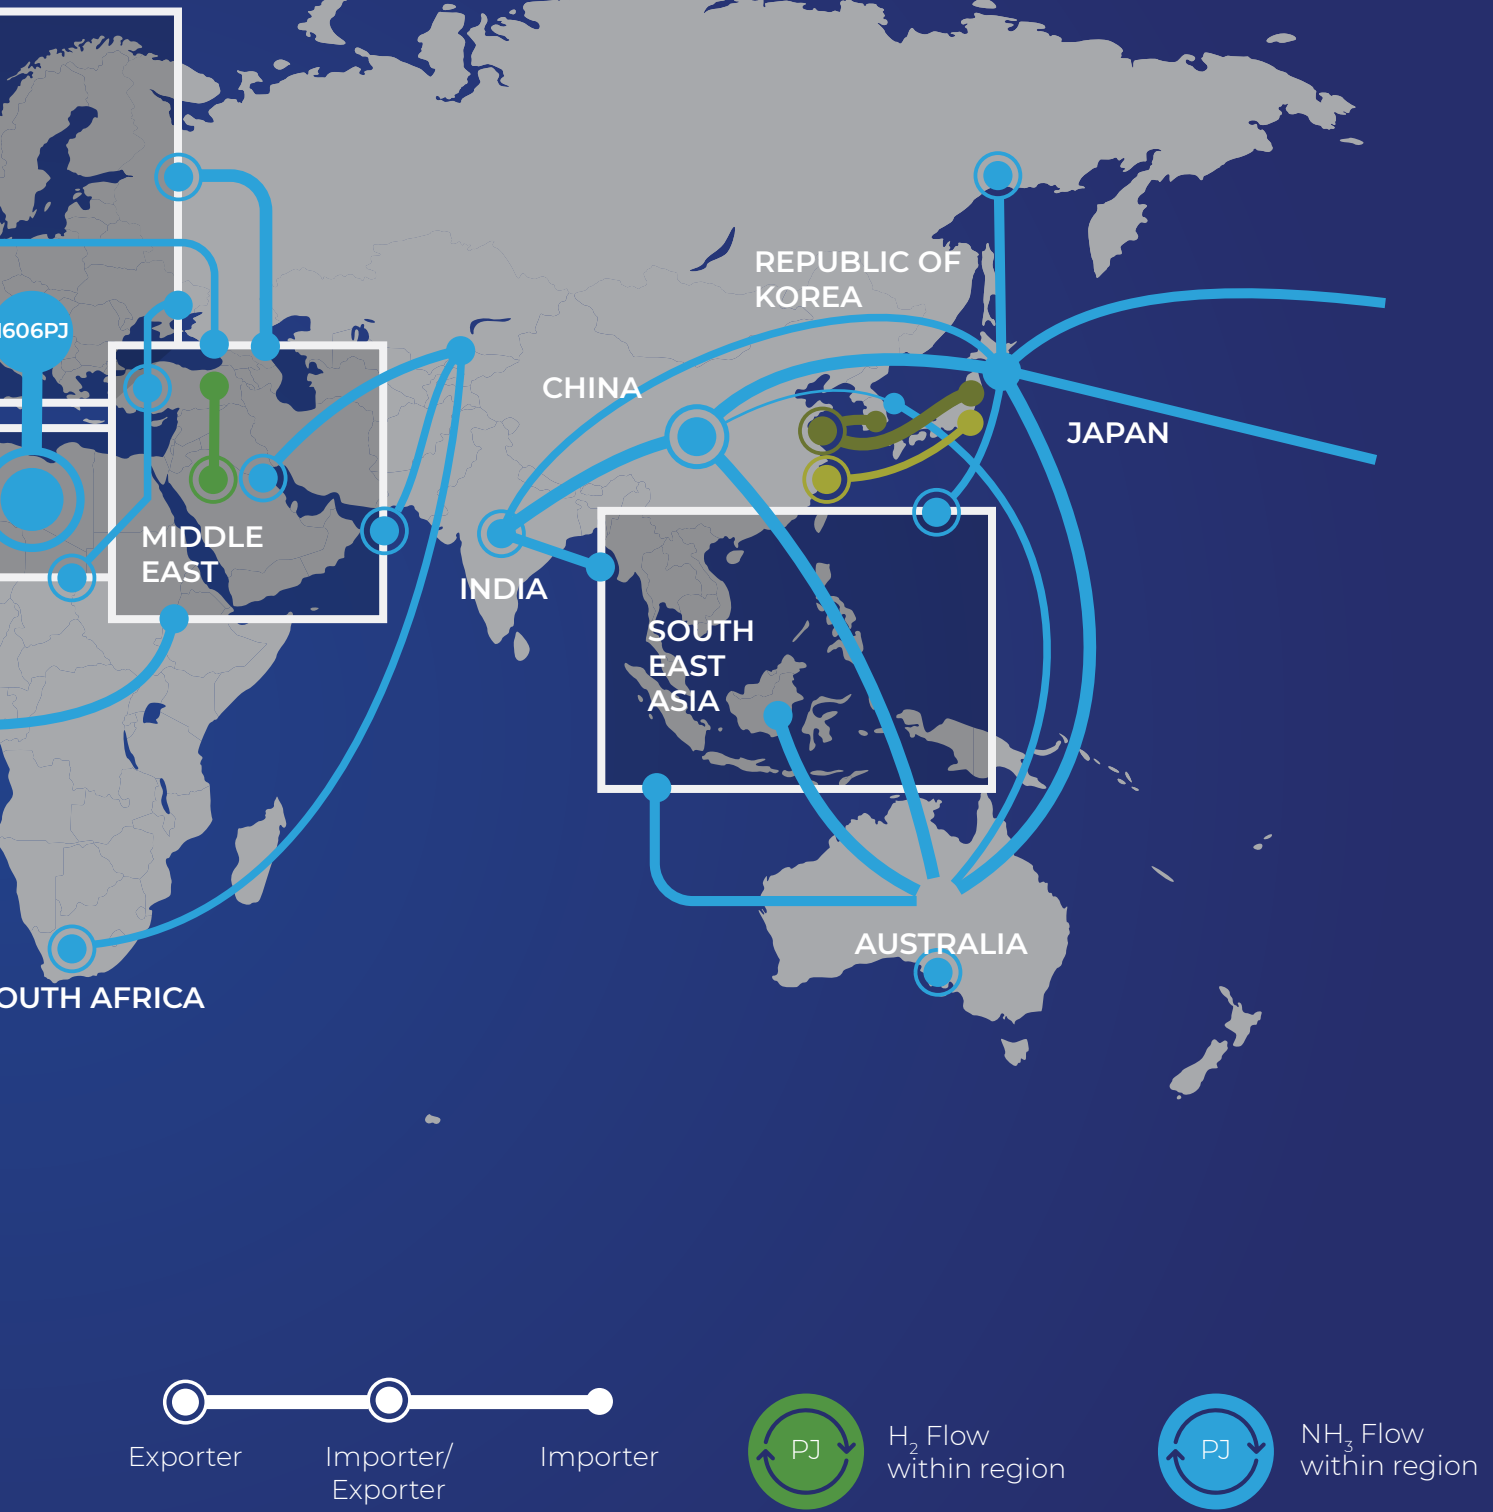 REPUBLIC OF
KOREA
1606PJ
CHINA
JAPAN
MIDDLE
EAST
INDIA
SOUTH
EAST
ASIA
AUSTRALIA
OUTH AFRICA
Exporter
Importer/
Exporter
Importer
PJ
H₂ Flow
within region
PJ
NH₃ Flow
within region